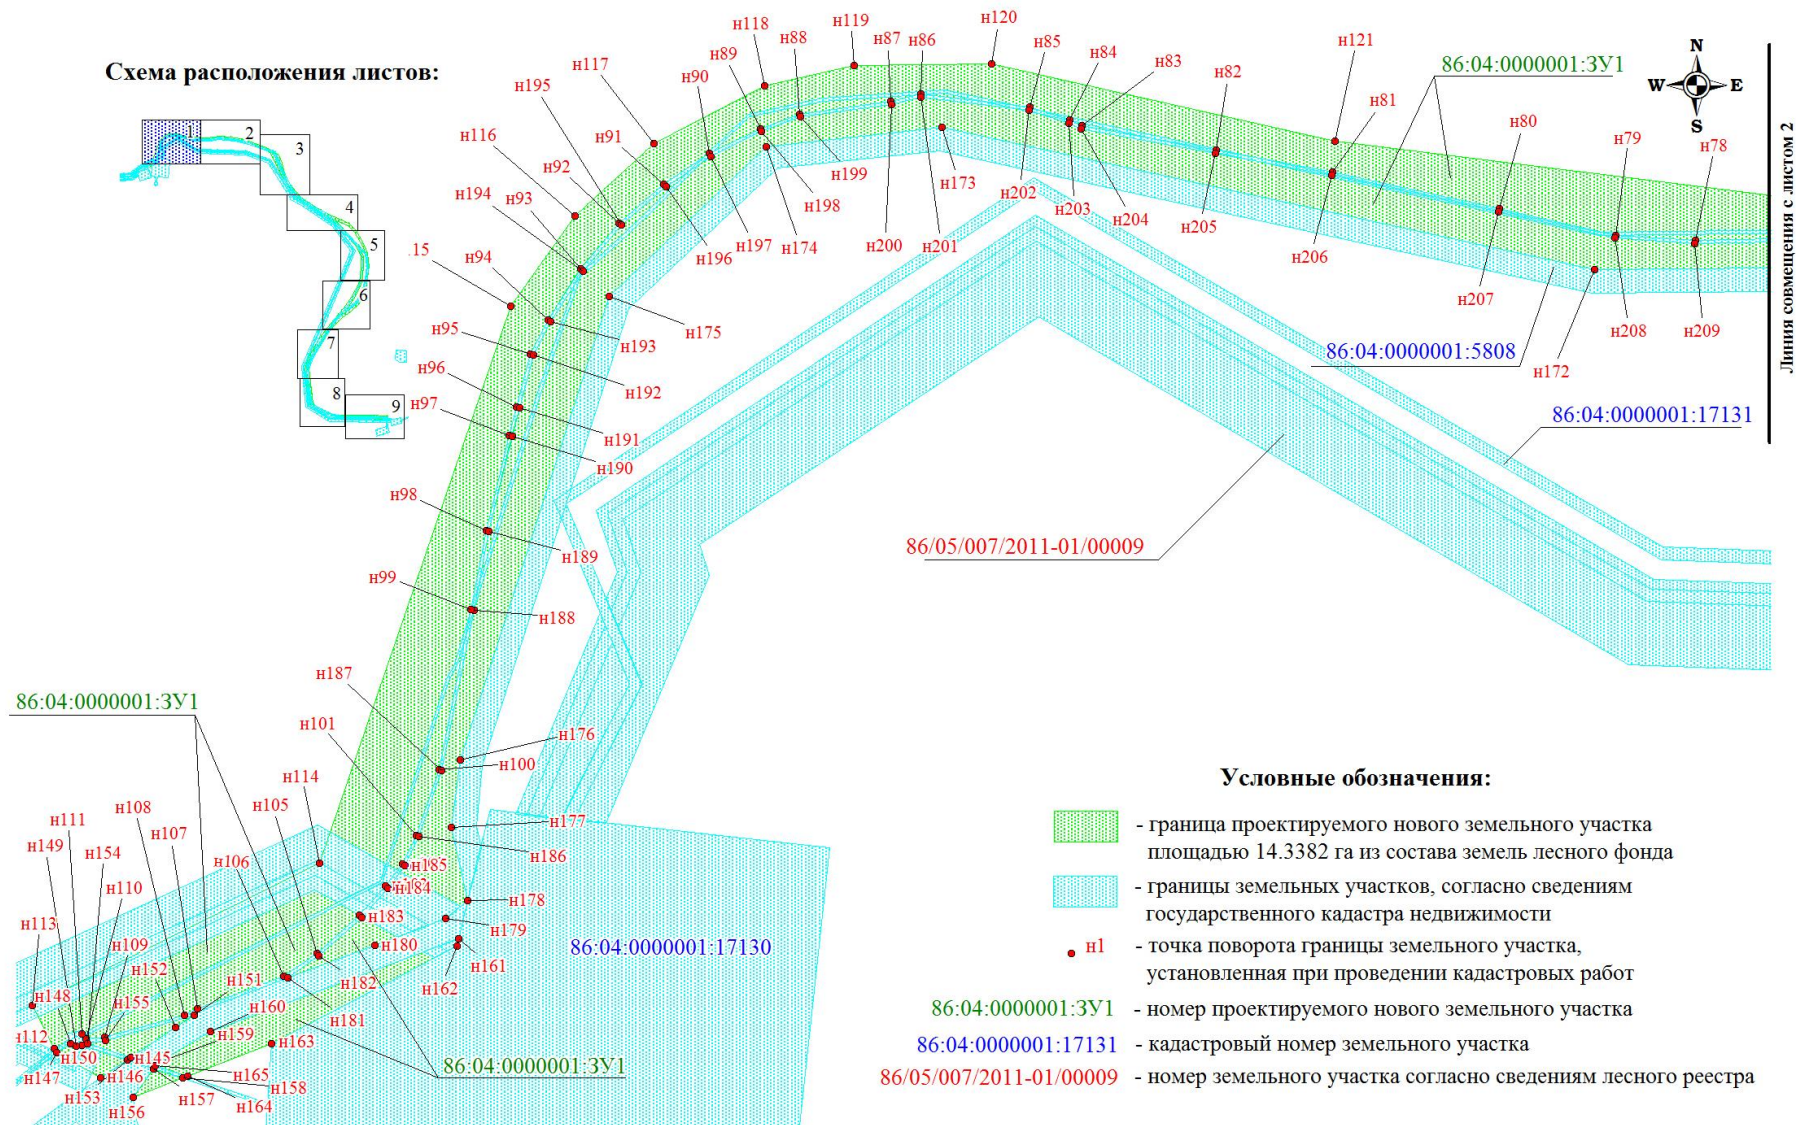 Схема расположения листов:
1
2
3
4
5
6
7
8
9
N
W
E
S
н118
н119
н120
н88
н87
н86
н85
н84
н83
н82
н121
86:04:0000001:ЗУ1
н117
н89
н90
н195
н81
н80
н79
н78
н116
н91
н92
н194
н93
н199
н173
н202
н203
н204
н205
н198
н197
н174
н200
н201
н196
н206
н207
н208
н209
Линия совмещения с листом 2
.15
н94
н175
н95
н193
86:04:0000001:5808
н172
н96
н192
н97
н191
86:04:0000001:17131
н190
н98
н189
86/05/007/2011-01/00009
н99
н188
н187
86:04:0000001:ЗУ1
н101
н176
н100
н114
н105
н108
н111
н107
н177
н149
н154
н106
н186
н110
н185
н184
н178
н113
н109
н183
н179
н152
н180
86:04:0000001:17130
н161
н148
н155
н151
н160
н182
н162
н181
н112
н159
н163
н150
н145
н147
н146
н165
86:04:0000001:ЗУ1
н153
н157
н158
н156
н164
Условные обозначения:
- граница проектируемого нового земельного участка
площадью 14.3382 га из состава земель лесного фонда
- границы земельных участков, согласно сведениям
государственного кадастра недвижимости
н1 - точка поворота границы земельного участка,
установленная при проведении кадастровых работ
86:04:0000001:ЗУ1 - номер проектируемого нового земельного участка
86:04:0000001:17131 - кадастровый номер земельного участка
86/05/007/2011-01/00009 - номер земельного участка согласно сведениям лесного реестра